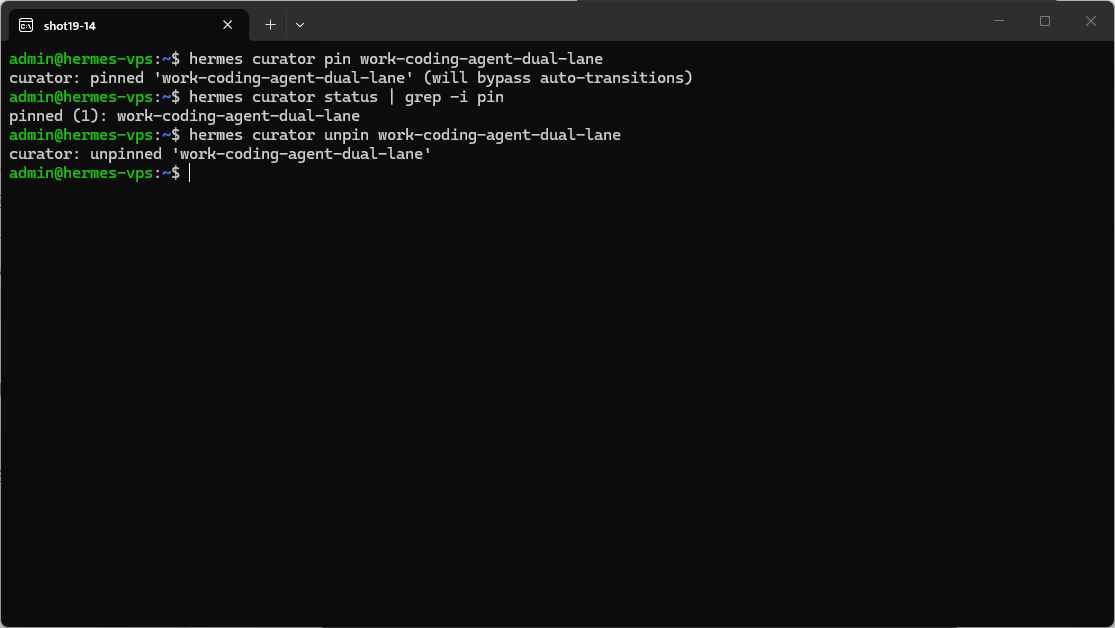 shot19-14
admin@hermes-vps:~$ hermes curator pin work-coding-agent-dual-lane
curator: pinned 'work-coding-agent-dual-lane' (will bypass auto-transitions)
admin@hermes-vps:~$ hermes curator status | grep -i pin
pinned (1): work-coding-agent-dual-lane
admin@hermes-vps:~$ hermes curator unpin work-coding-agent-dual-lane
curator: unpinned 'work-coding-agent-dual-lane'
admin@hermes-vps:~$